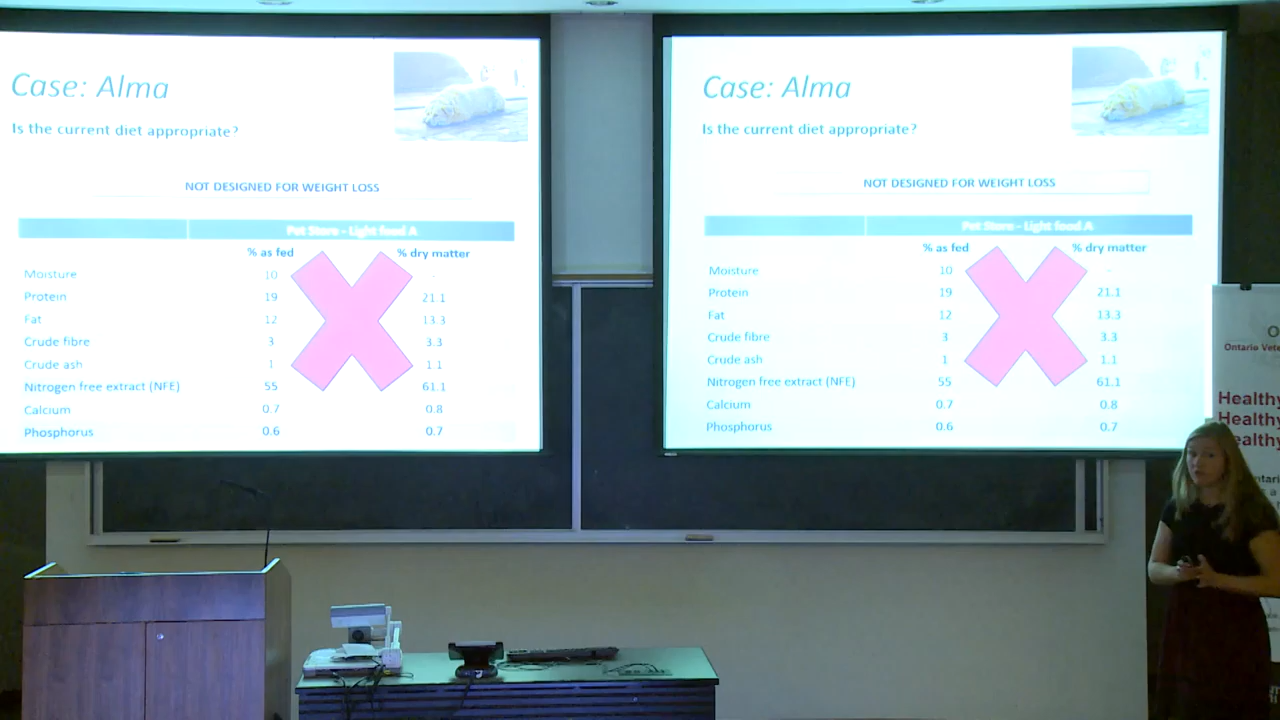 Case: Alma
Is the current diet appropriate?
NOT DESIGNED FOR WEIGHT LOSS
Pet Store - Light food A
% as fed % dry matter
Moisture 10 -
Protein 19 21.1
Fat 12 13.3
Crude fibre 3 3.3
Crude ash 1 1.1
Nitrogen free extract (NFE) 55 61.1
Calcium 0.7 0.8
Phosphorus 0.6 0.7
Case: Alma
Is the current diet appropriate?
NOT DESIGNED FOR WEIGHT LOSS
Pet Store - Light food A
% as fed % dry matter
Moisture 10 -
Protein 19 21.1
Fat 12 13.3
Crude fibre 3 3.3
Crude ash 1 1.1
Nitrogen free extract (NFE) 55 61.1
Calcium 0.7 0.8
Phosphorus 0.6 0.7
O
Ontario Vete
Healthy
Healthy
ealthy